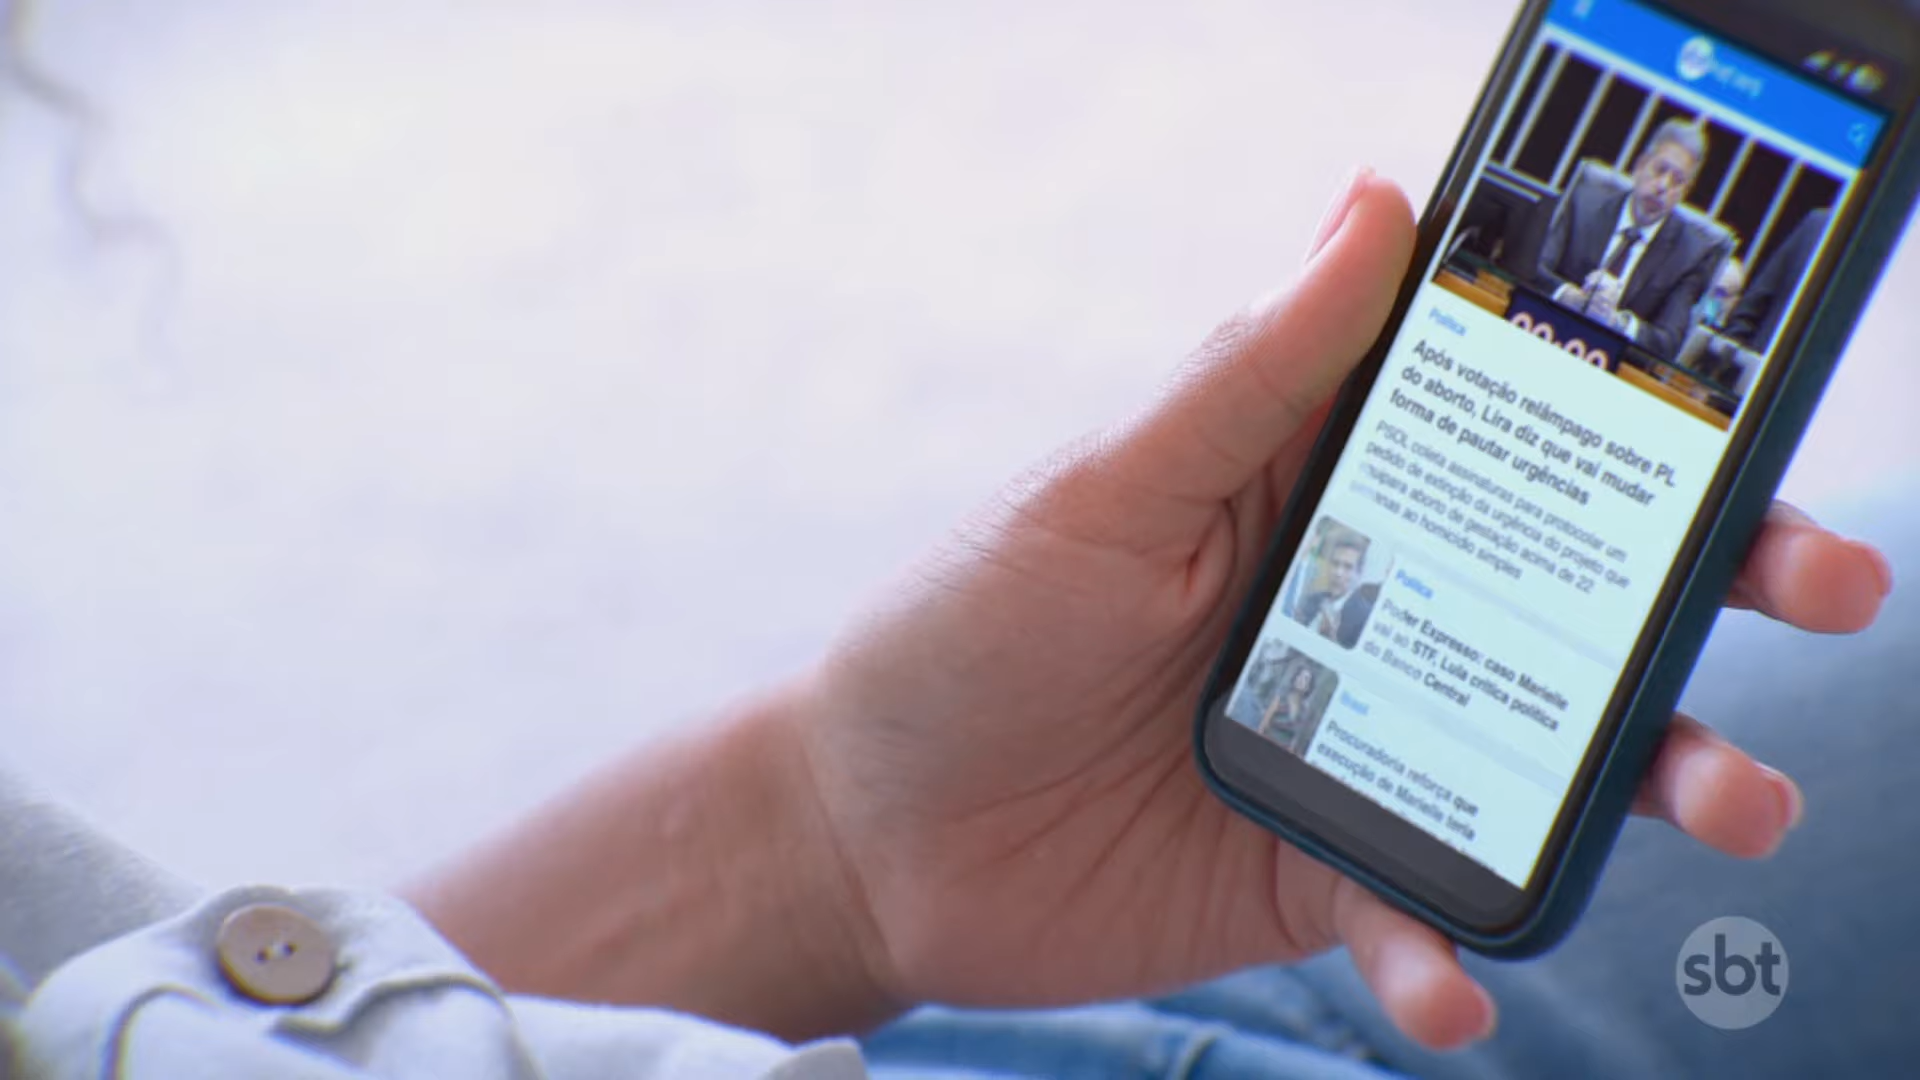 news
00:00
Política
Após votação relâmpago sobre PL
do aborto, Lira diz que vai mudar
forma de pautar urgências
PSOL coleta assinaturas para protocolar um
pedido de extinção da urgência do projeto que
aborto de gestação acima de 22
ao homicídio simples
Política
Poder Expresso: caso Marielle
vai ao STF, Lula critica política
do Banco Central
Brasil
Procuradoria reforça que
execução de Marielle teria
sbt